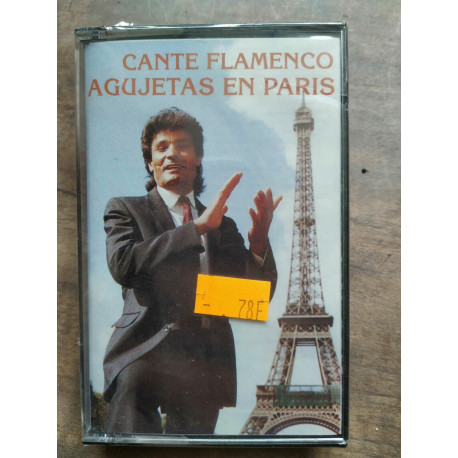 CANTE FLAMENCO
AGUJETAS EN PARIS
78F